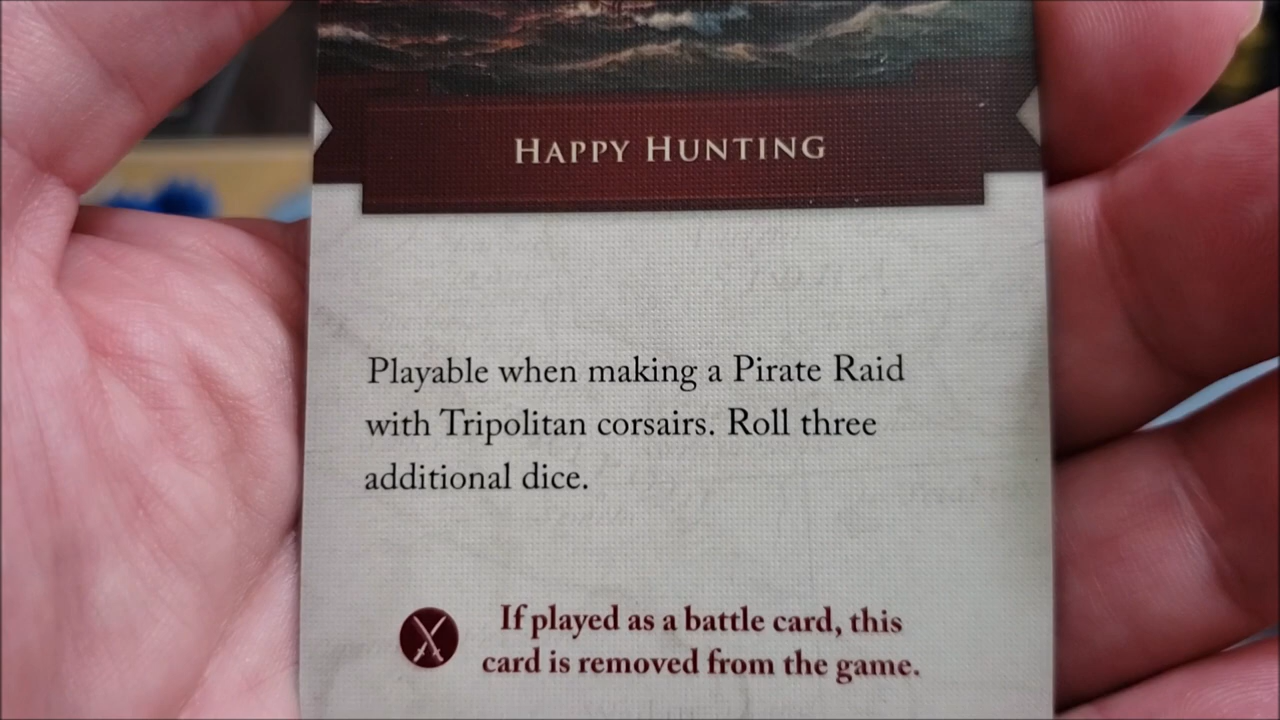 HAPPY HUNTING
Playable when making a Pirate Raid
with Tripolitan corsairs. Roll three
additional dice.
If played as a battle card, this
card is removed from the game.